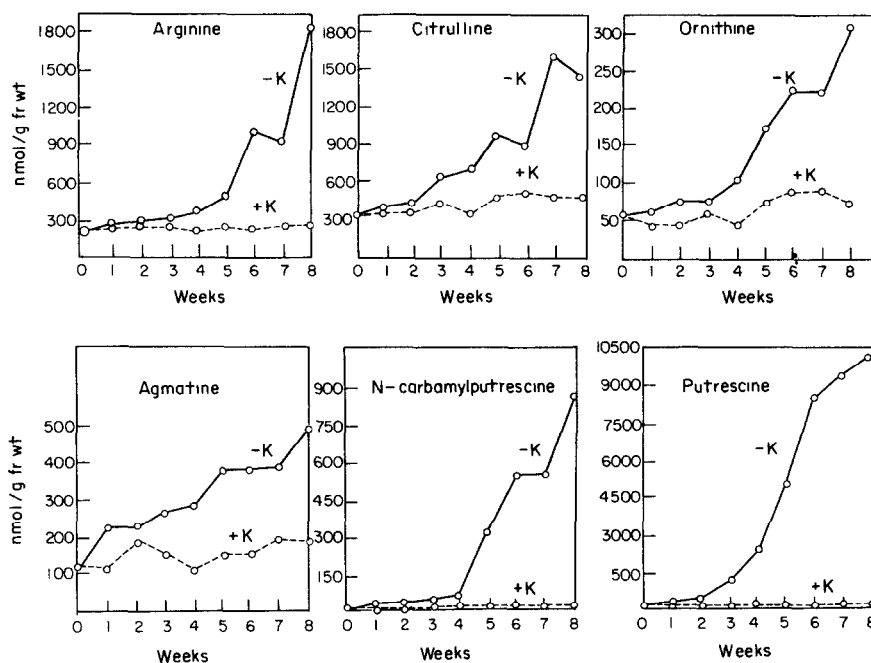 Arginine
1800
1500
1200
900
600
300
-K
+K
nmol/g fr wt
0 1 2 3 4 5 6 7 8
Weeks
Citrulline
1800
1500
1200
900
600
300
-K
+K
0 1 2 3 4 5 6 7 8
Weeks
Ornithine
300
250
200
150
100
50
-K
+K
0 1 2 3 4 5 6 7 8
Weeks
Agmatine
500
400
300
200
100
-K
+K
nmol/g fr wt
0 1 2 3 4 5 6 7 8
Weeks
N-carbamylputrescine
900
750
600
450
300
150
-K
+K
0 1 2 3 4 5 6 7 8
Weeks
Putrescine
10500
9000
7500
6000
4500
3000
500
-K
+K
0 1 2 3 4 5 6 7 8
Weeks